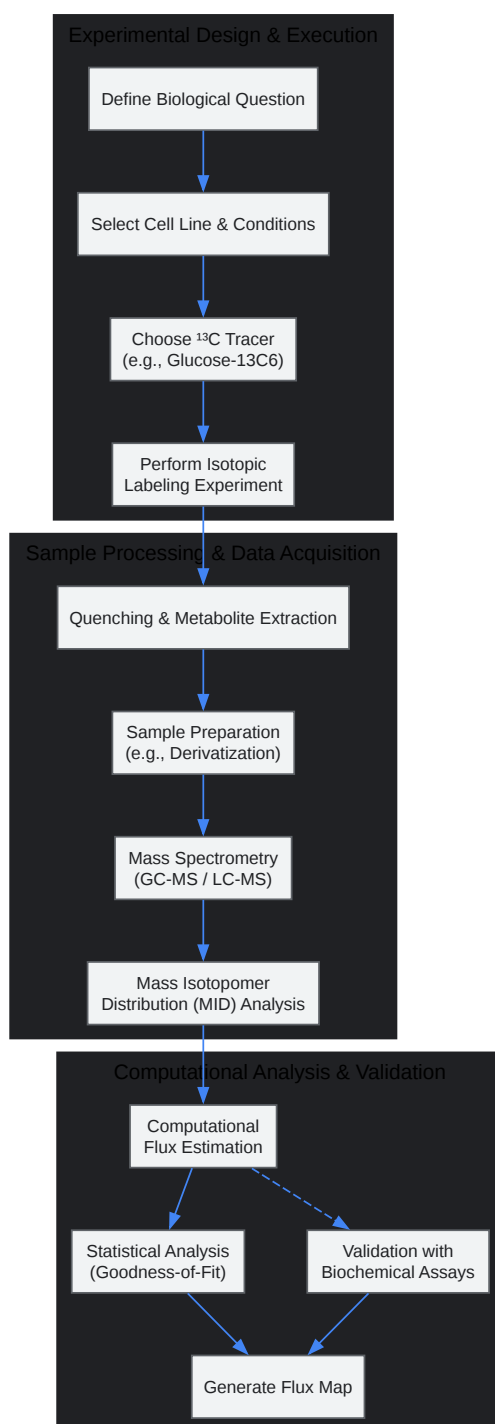 Experimental Design & Execution
Define Biological Question
Select Cell Line & Conditions
Choose ¹³C Tracer
(e.g., Glucose-13C6)
Perform Isotopic
Labeling Experiment
Sample Processing & Data Acquisition
Quenching & Metabolite Extraction
Sample Preparation
(e.g., Derivatization)
Mass Spectrometry
(GC-MS / LC-MS)
Mass Isotopomer
Distribution (MID) Analysis
Computational Analysis & Validation
Computational
Flux Estimation
Statistical Analysis
(Goodness-of-Fit)
Validation with
Biochemical Assays
Generate Flux Map